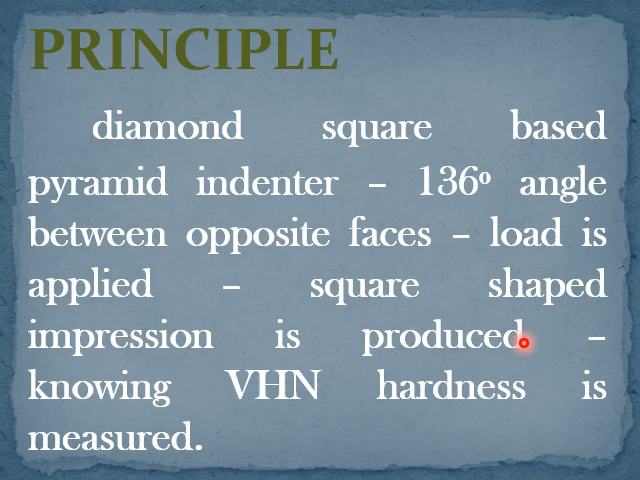 PRINCIPLE
diamond square based
pyramid indenter – 136º angle
between opposite faces – load is
applied – square shaped
impression is produced –
knowing VHN hardness is
measured.